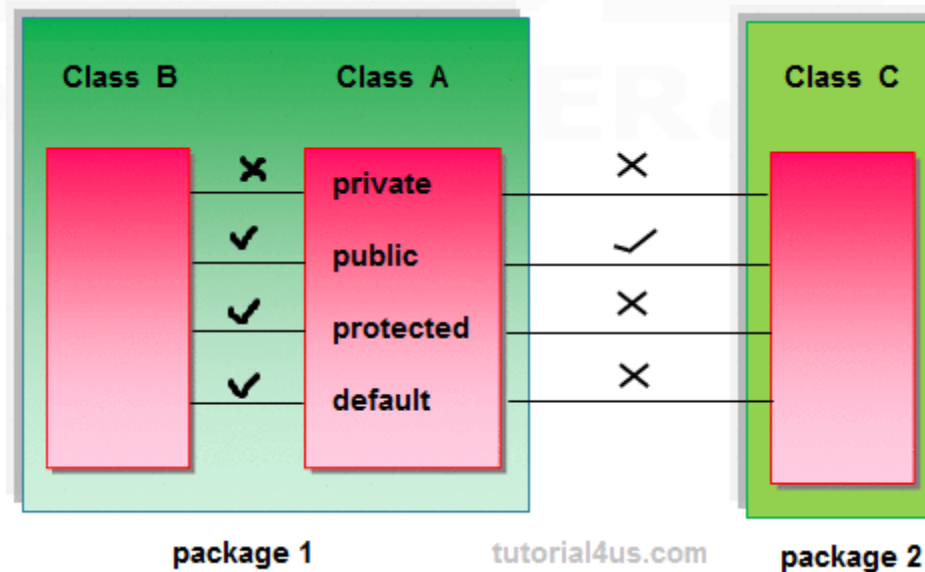 Class B Class A Class C
private
public
protected
default
package 1 tutorial4us.com package 2